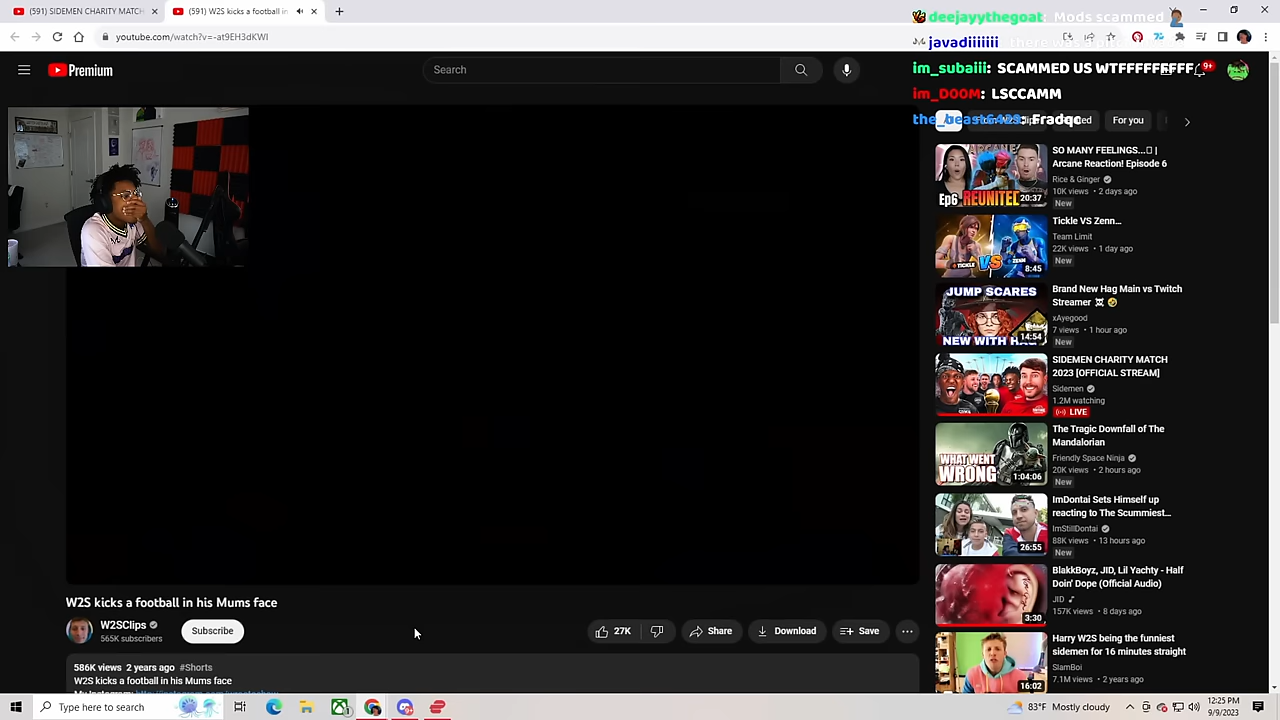 (591) SIDEMEN CHARITY MATCH
(591) W2S kicks a football in
deejayythegoat: Mods scammed
youtube.com/watch?v=-at9EH3dKWI
javadiiiiiii
Premium
Search
im_subaiii: SCAMMED US WTFFFFFFFFF
9+
im_D00M: LSCCAMM
the_beast6429: Fradqc
For you
SO MANY FEELINGS... |
Arcane Reaction! Episode 6
Rice & Ginger
10K views • 2 days ago
New
Ep6 REUNITED
20:37
Tickle VS Zenn...
Team Limit
22K views • 1 day ago
New
TICKLE VS ZENN
8:45
JUMP SCARES
Brand New Hag Main vs Twitch
Streamer
xAyegood
7 views • 1 hour ago
New
14:54
NEW WITH HAG
SIDEMEN CHARITY MATCH
2023 [OFFICIAL STREAM]
Sidemen
1.2M watching
LIVE
The Tragic Downfall of The
Mandalorian
Friendly Space Ninja
20K views • 2 hours ago
New
WHAT WENT
WRONG
1:04:06
ImDontai Sets Himself up
reacting to The Scummiest...
ImStillDontai
88K views • 13 hours ago
New
26:55
BlakkBoyz, JID, Lil Yachty - Half
Doin' Dope (Official Audio)
JID
157K views • 8 days ago
3:30
Harry W2S being the funniest
sidemen for 16 minutes straight
SlamBoi
7.1M views • 2 years ago
16:02
W2S kicks a football in his Mums face
W2SClips
565K subscribers
Subscribe
27K
Share
Download
Save
586K views 2 years ago #Shorts
W2S kicks a football in his Mums face
Type here to search
83°F Mostly cloudy
12:25 PM
9/9/2023